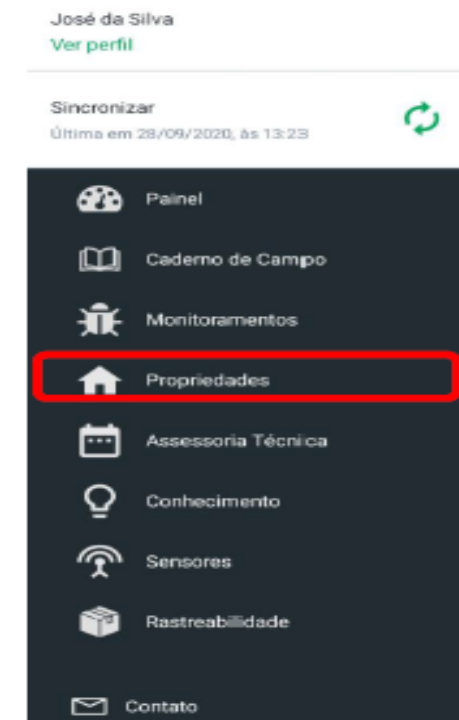 José da Silva
Ver perfil
Sincronizar
Última em 28/09/2020, às 13:23
Painel
Caderno de Campo
Monitoramentos
Propriedades
Assessoria Técnica
Conhecimento
Sensores
Rastreabilidade
Contato